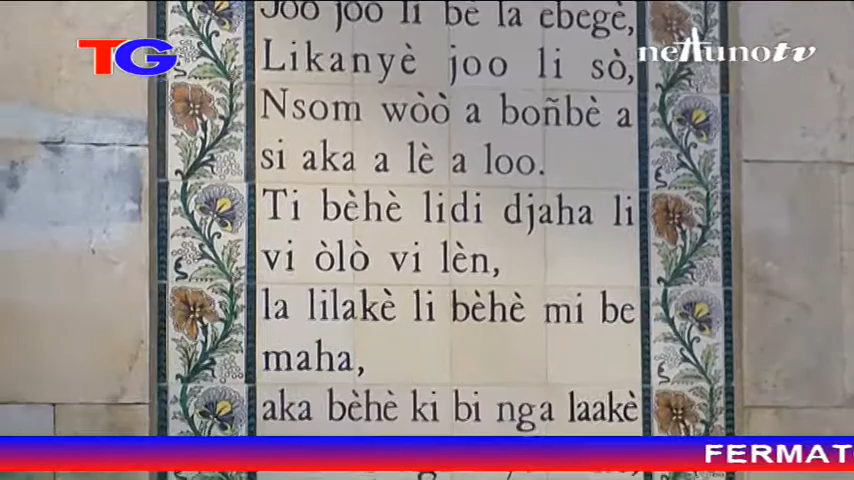 Joo joo li bè la ebegè,
TG
nettunotv
Likanyè joo li sò,
Nsom wòò a boñbè a
si aka a lè a loo.
Ti bèhè lidi djaha li
vi òlò vi lèn,
la lilakè li bèhè mi be
maha,
aka bèhè ki bi nga laakè
FERMAT